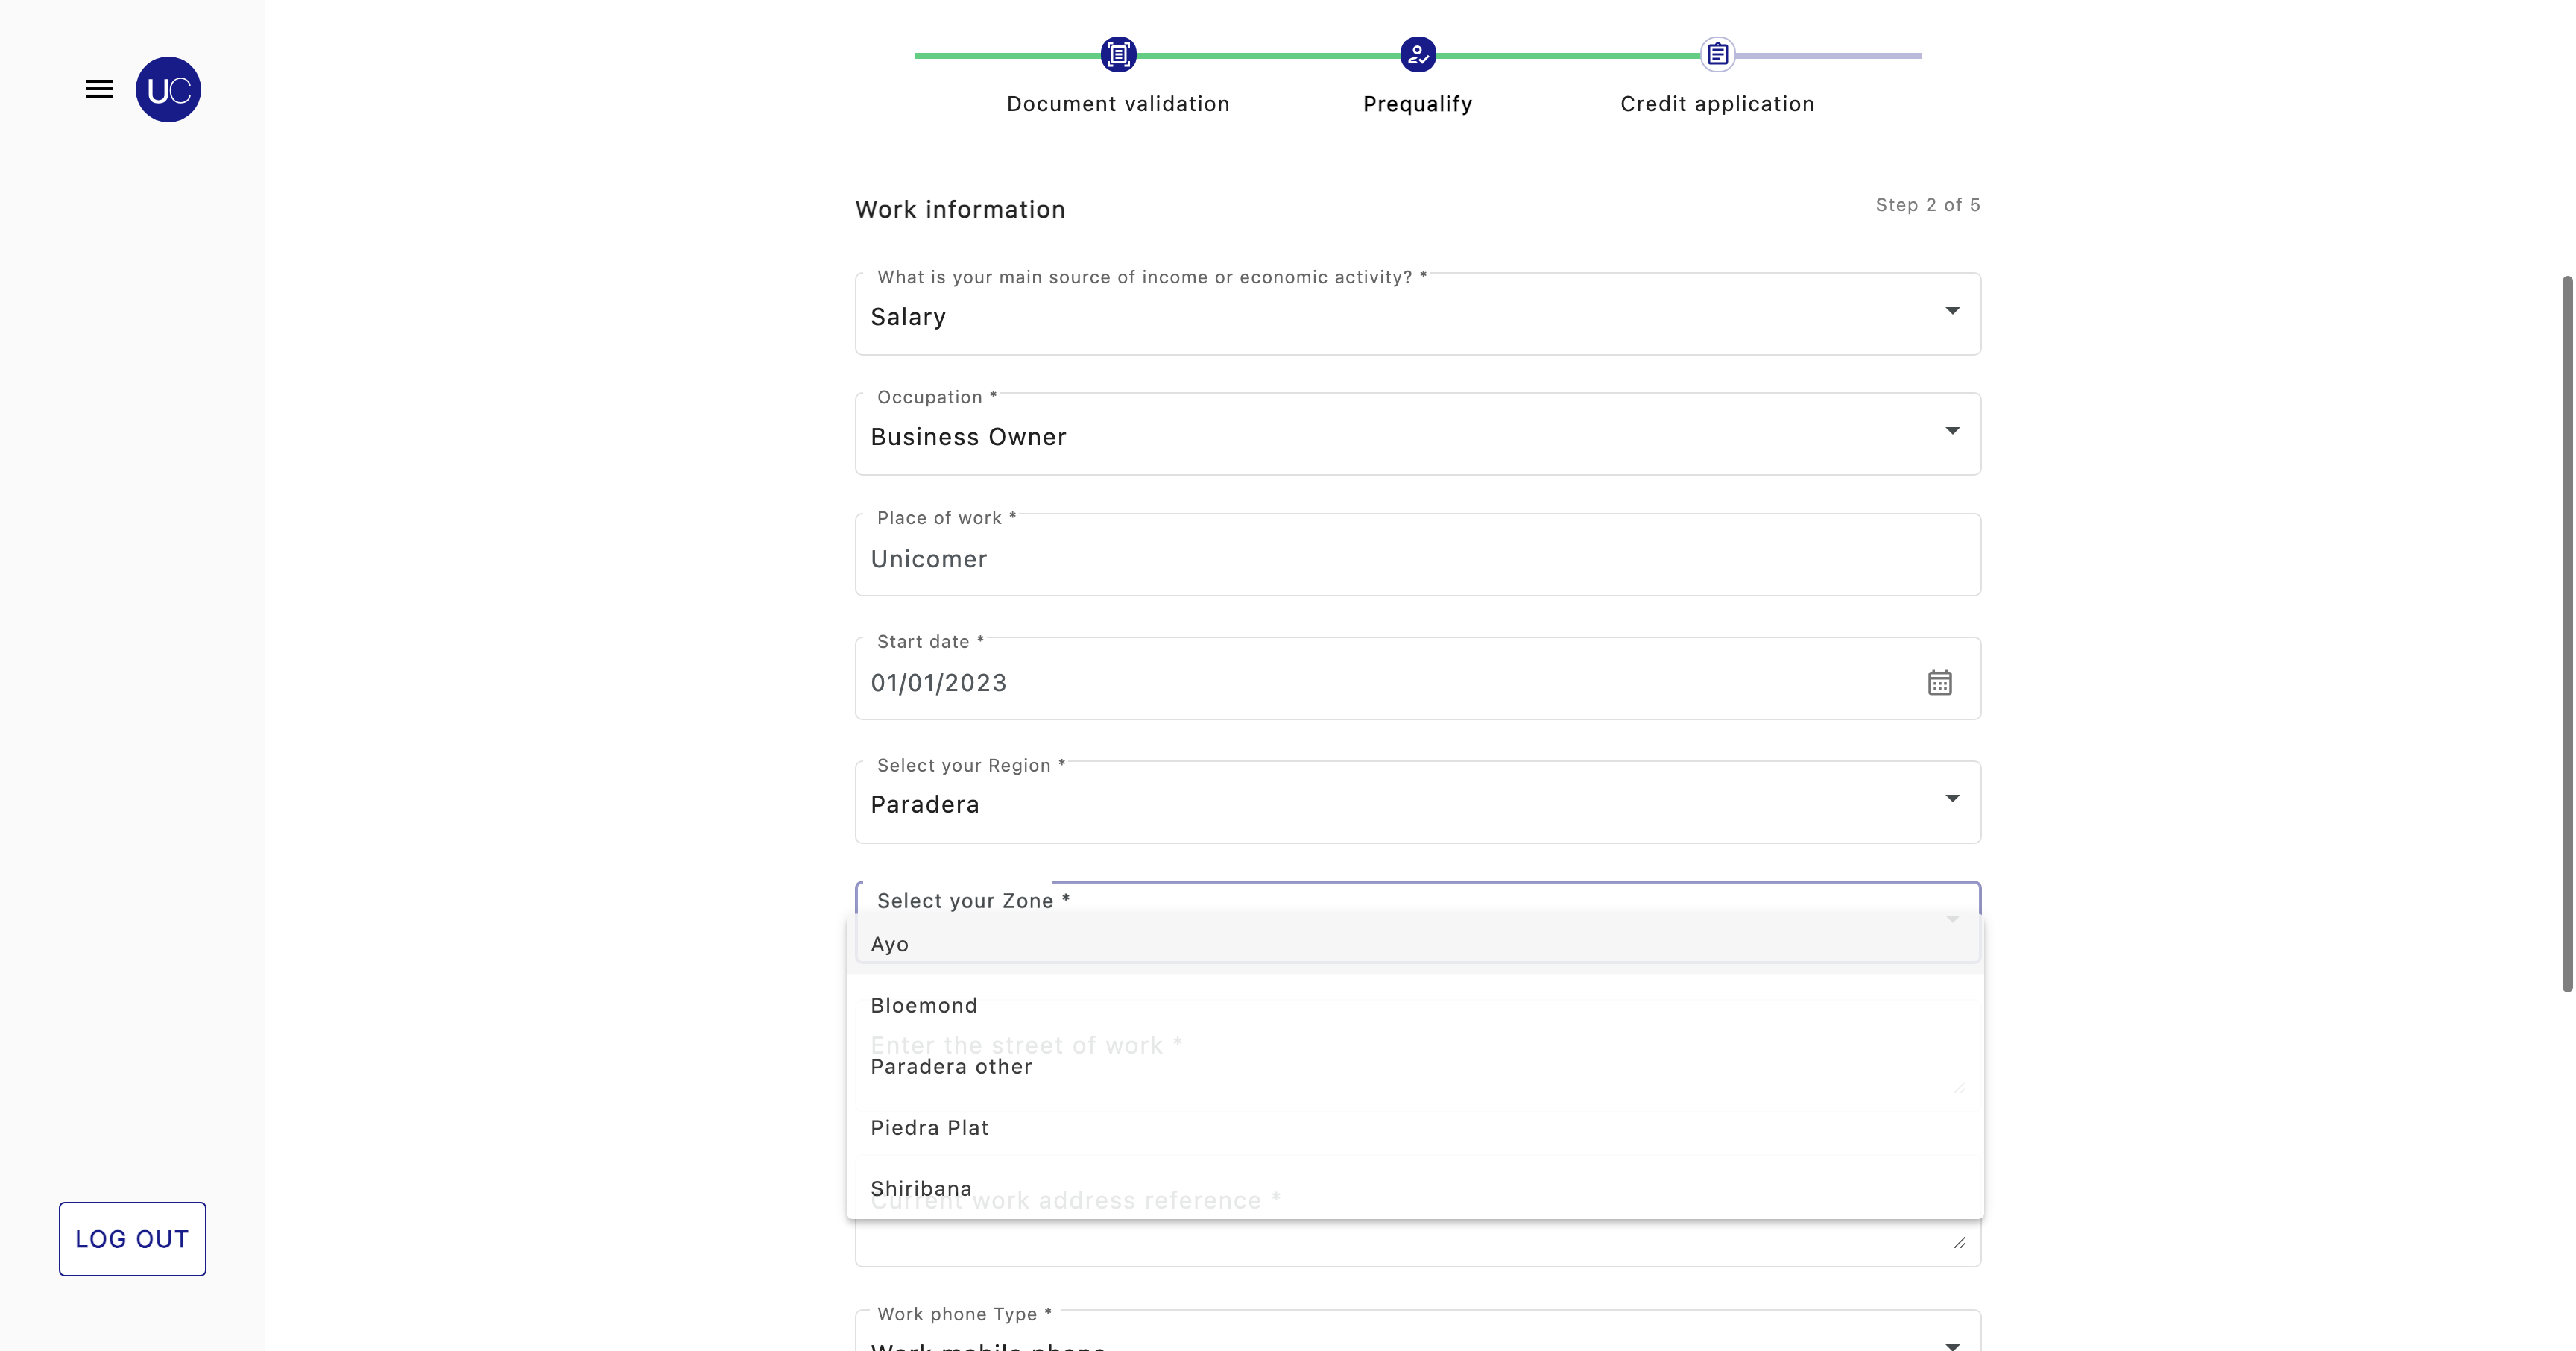 UC
Document validation
Prequalify
Credit application
Work information
Step 2 of 5
What is your main source of income or economic activity? *
Salary
Occupation *
Business Owner
Place of work *
Unicomer
Start date *
01/01/2023
Select your Region *
Paradera
Select your Zone *
Ayo
Bloemond
Enter the street of work *
Paradera other
Piedra Plat
Shiribana
Current work address reference *
LOG OUT
Work phone Type *
Work mobile phone